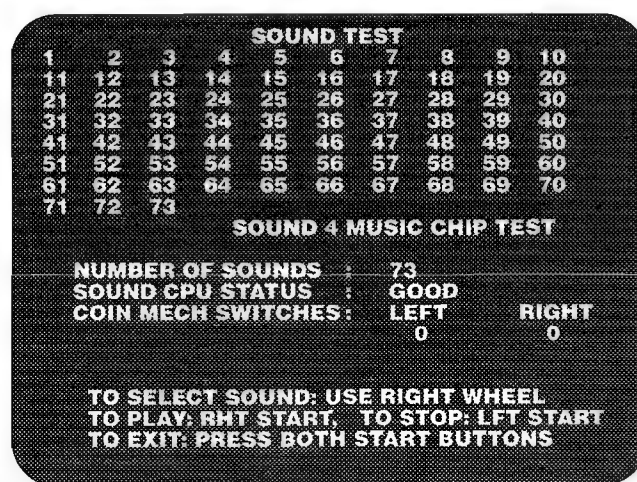 SOUND TEST
1 2 3 4 5 6 7 8 9 10
11 12 13 14 15 16 17 18 19 20
21 22 23 24 25 26 27 28 29 30
31 32 33 34 35 36 37 38 39 40
41 42 43 44 45 46 47 48 49 50
51 52 53 54 55 56 57 58 59 60
61 62 63 64 65 66 67 68 69 70
71 72 73
SOUND 4 MUSIC CHIP TEST
NUMBER OF SOUNDS : 73
SOUND CPU STATUS : GOOD
COIN MECH SWITCHES: LEFT RIGHT
0 0
TO SELECT SOUND: USE RIGHT WHEEL
TO PLAY: RHT START, TO STOP: LFT START
TO EXIT: PRESS BOTH START BUTTONS